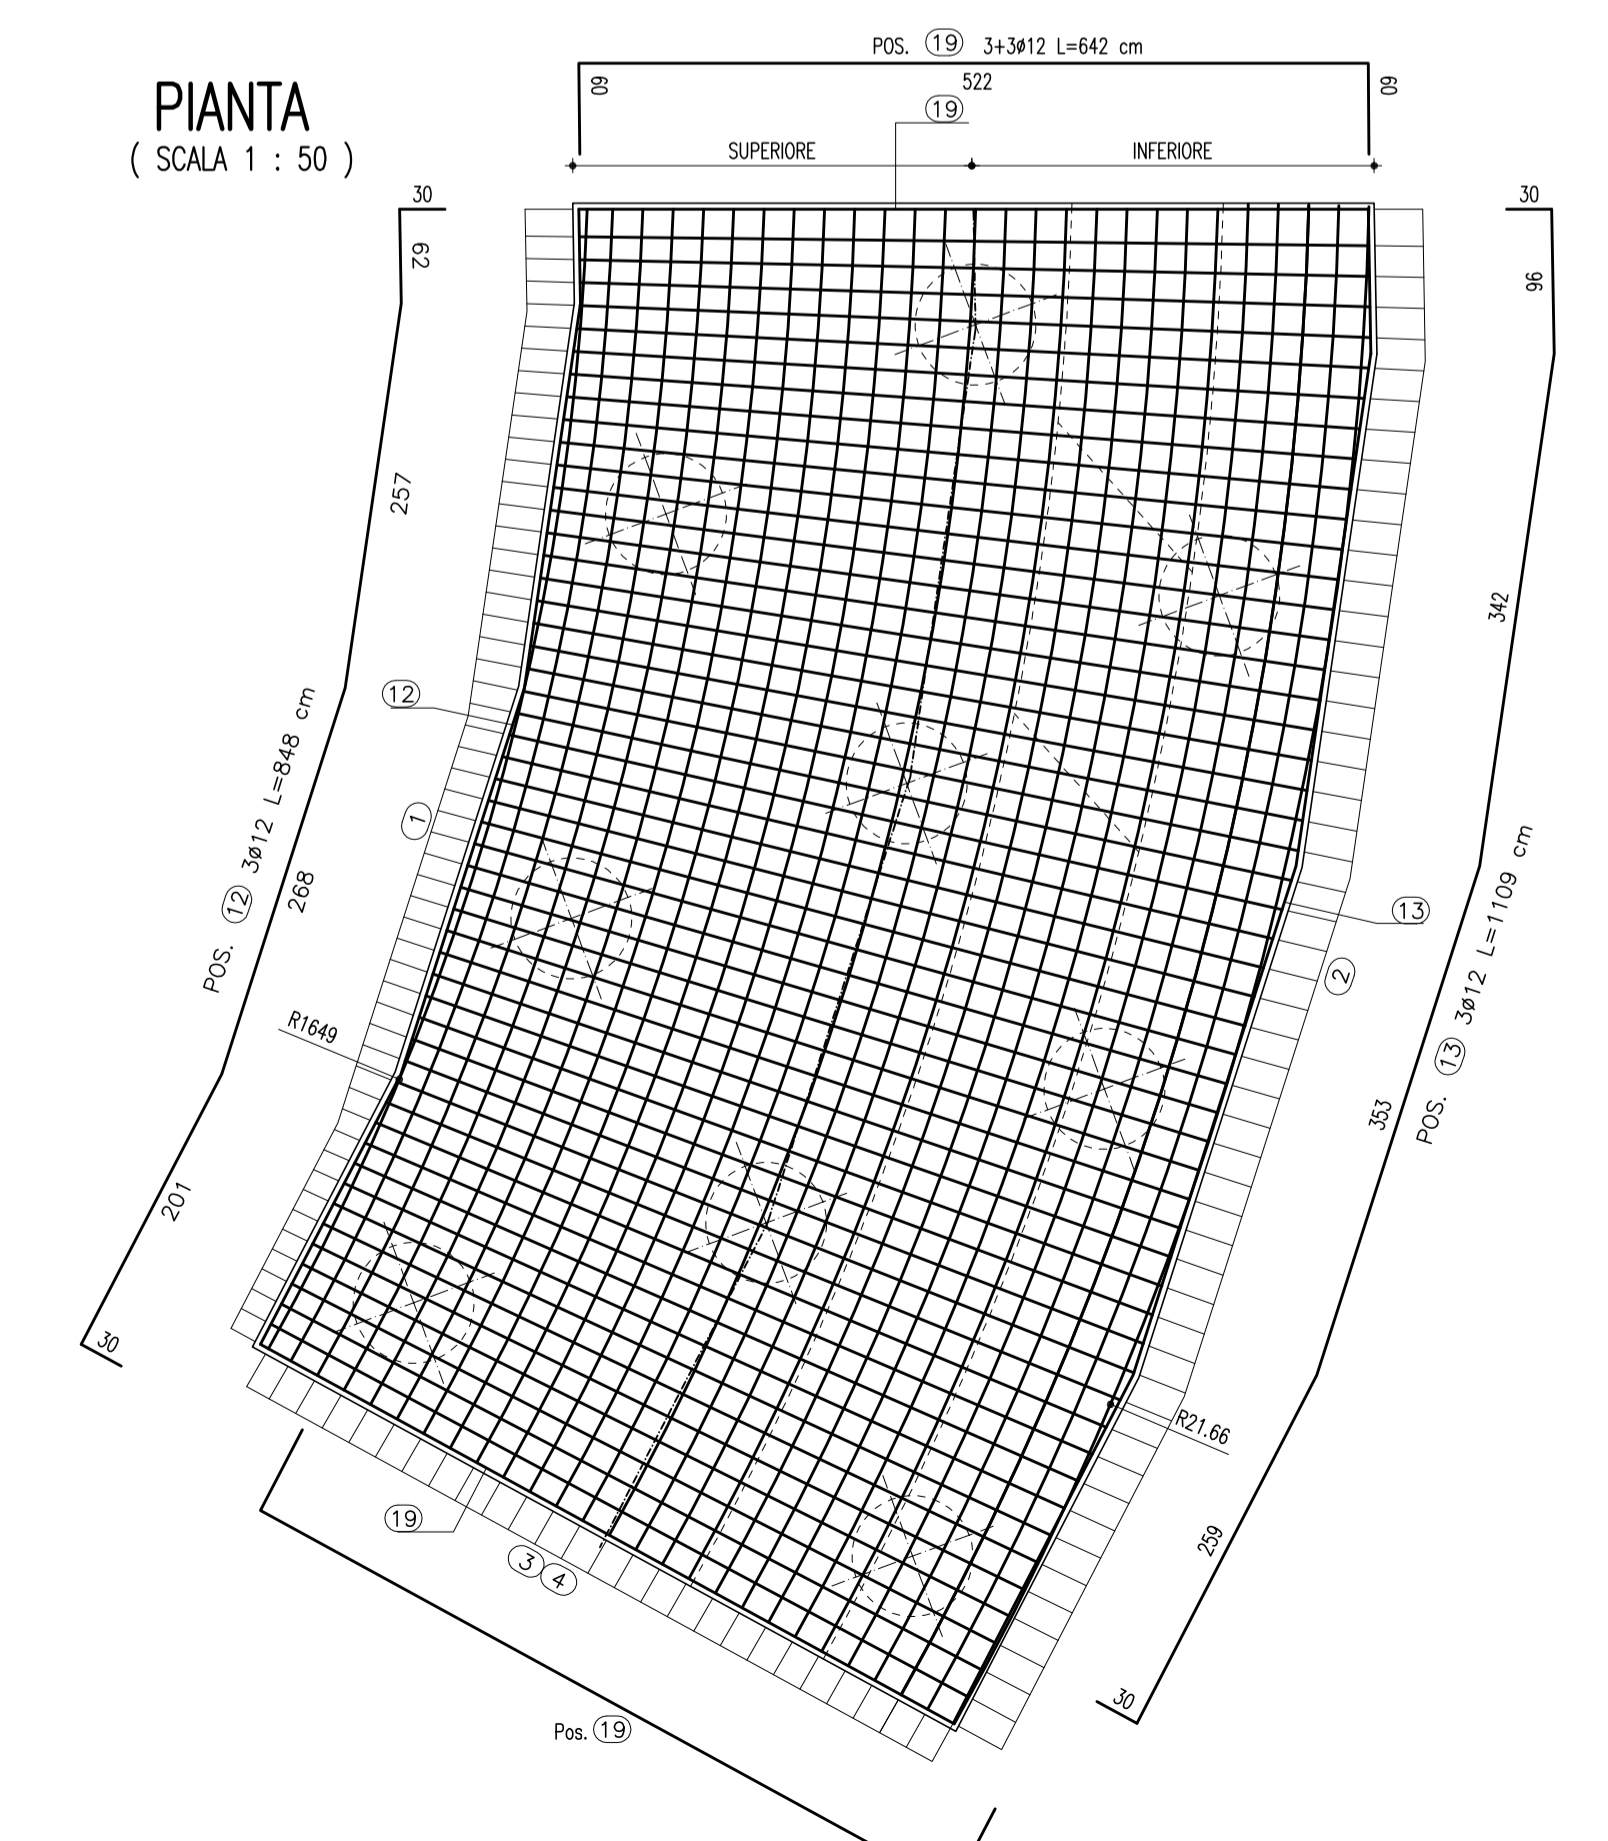 POS. 19 3+3ø12 L=642 cm
60 522 60
19
PIANTA
( SCALA 1 : 50 )
SUPERIORE INFERIORE
30
62
257
POS. 12 3ø12 L=848 cm
268
201
30
12
1
R1649
30
96
342
POS. 13 3ø12 L=1109 cm
353
259
30
13
2
R21.66
19
3 4
Pos. 19